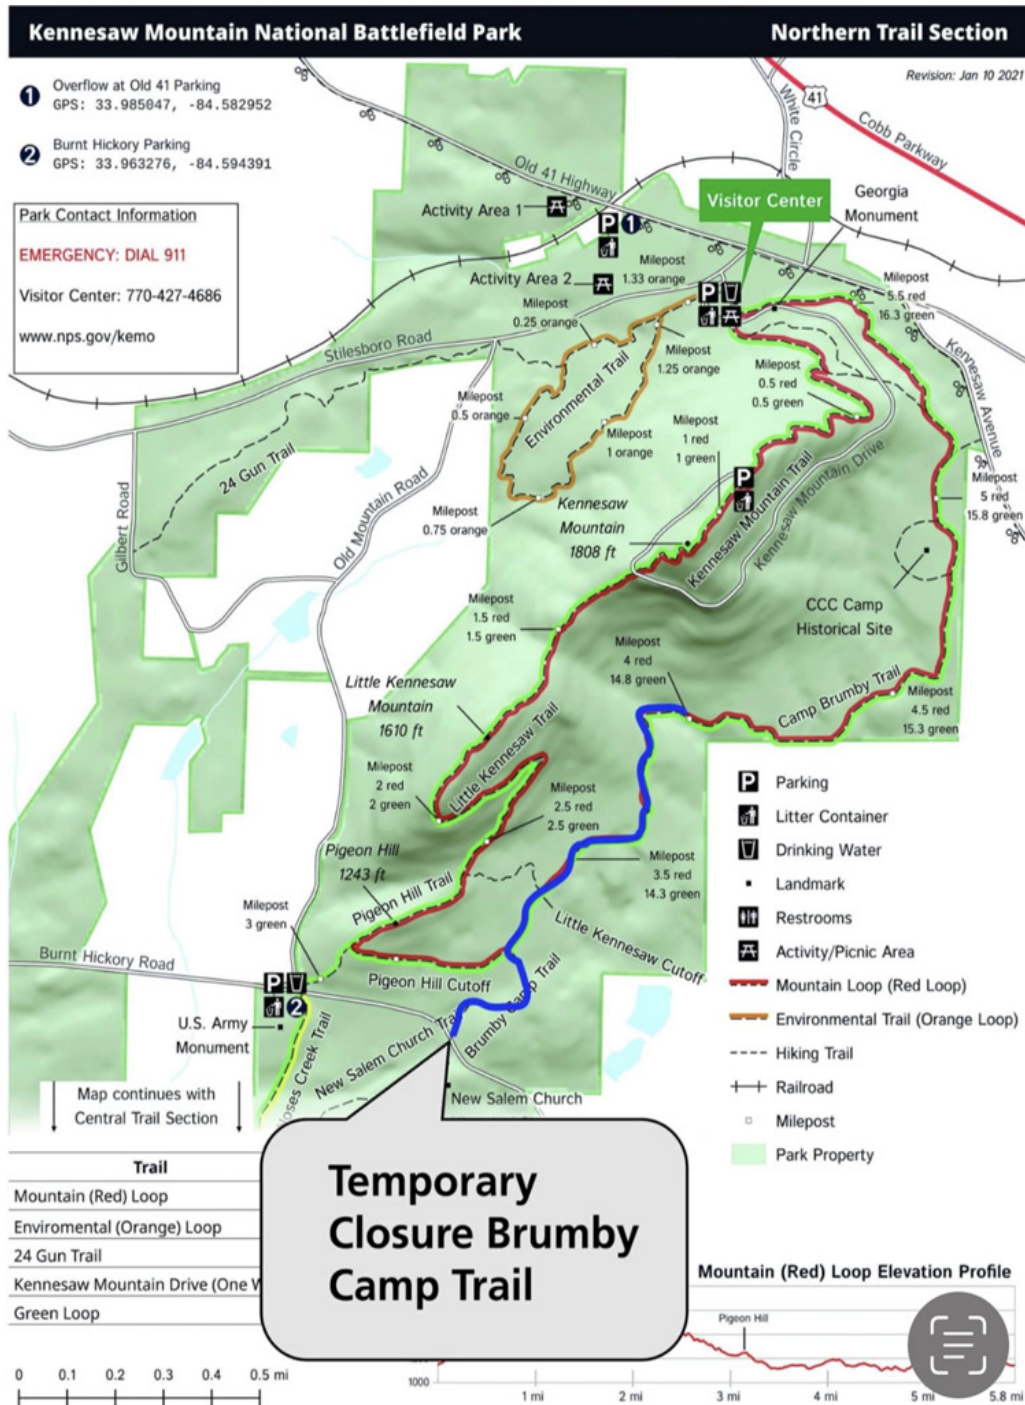 Kennesaw Mountain National Battlefield Park
Northern Trail Section
Revision: Jan 10 2021
1
Overflow at Old 41 Parking
GPS: 33.985047, -84.582952
2
Burnt Hickory Parking
GPS: 33.963276, -84.594391
Park Contact Information
EMERGENCY: DIAL 911
Visitor Center: 770-427-4686
www.nps.gov/kemo
41
White Circle
Cobb Parkway
Old 41 Highway
Activity Area 1
P
1
Visitor Center
Georgia
Monument
Activity Area 2
Milepost
1.33 orange
P
Milepost
5.5 red
16.3 green
Milepost
0.25 orange
Stilesboro Road
Kennesaw Avenue
Environmental Trail
Milepost
1.25 orange
Milepost
0.5 red
0.5 green
Milepost
0.5 orange
Milepost
1 orange
Milepost
1 red
1 green
24 Gun Trail
Gilbert Road
Old Mountain Road
Milepost
0.75 orange
Kennesaw
Mountain
1808 ft
P
Kennesaw Mountain Trail
Kennesaw Mountain Drive
Milepost
5 red
15.8 green
CCC Camp
Historical Site
Milepost
1.5 red
1.5 green
Milepost
4 red
14.8 green
Camp Brumby Trail
Milepost
4.5 red
15.3 green
Little Kennesaw
Mountain
1610 ft
Little Kennesaw Trail
Milepost
2 red
2 green
Milepost
2.5 red
2.5 green
Pigeon Hill
1243 ft
Pigeon Hill Trail
Milepost
3.5 red
14.3 green
Milepost
3 green
Little Kennesaw Cutoff
Burnt Hickory Road
Pigeon Hill Cutoff
P
2
U.S. Army
Monument
Noses Creek Trail
New Salem Church Trail
Brumby Camp Trail
New Salem Church
Map continues with
Central Trail Section
P Parking
Litter Container
Drinking Water
Landmark
Restrooms
Activity/Picnic Area
Mountain Loop (Red Loop)
Environmental Trail (Orange Loop)
Hiking Trail
Railroad
Milepost
Park Property
Temporary
Closure Brumby
Camp Trail
Trail
Mountain (Red) Loop
Enviromental (Orange) Loop
24 Gun Trail
Kennesaw Mountain Drive (One W
Green Loop
0 0.1 0.2 0.3 0.4 0.5 mi
Mountain (Red) Loop Elevation Profile
Pigeon Hill
1000
1 mi 2 mi 3 mi 4 mi 5 mi 5.8 mi